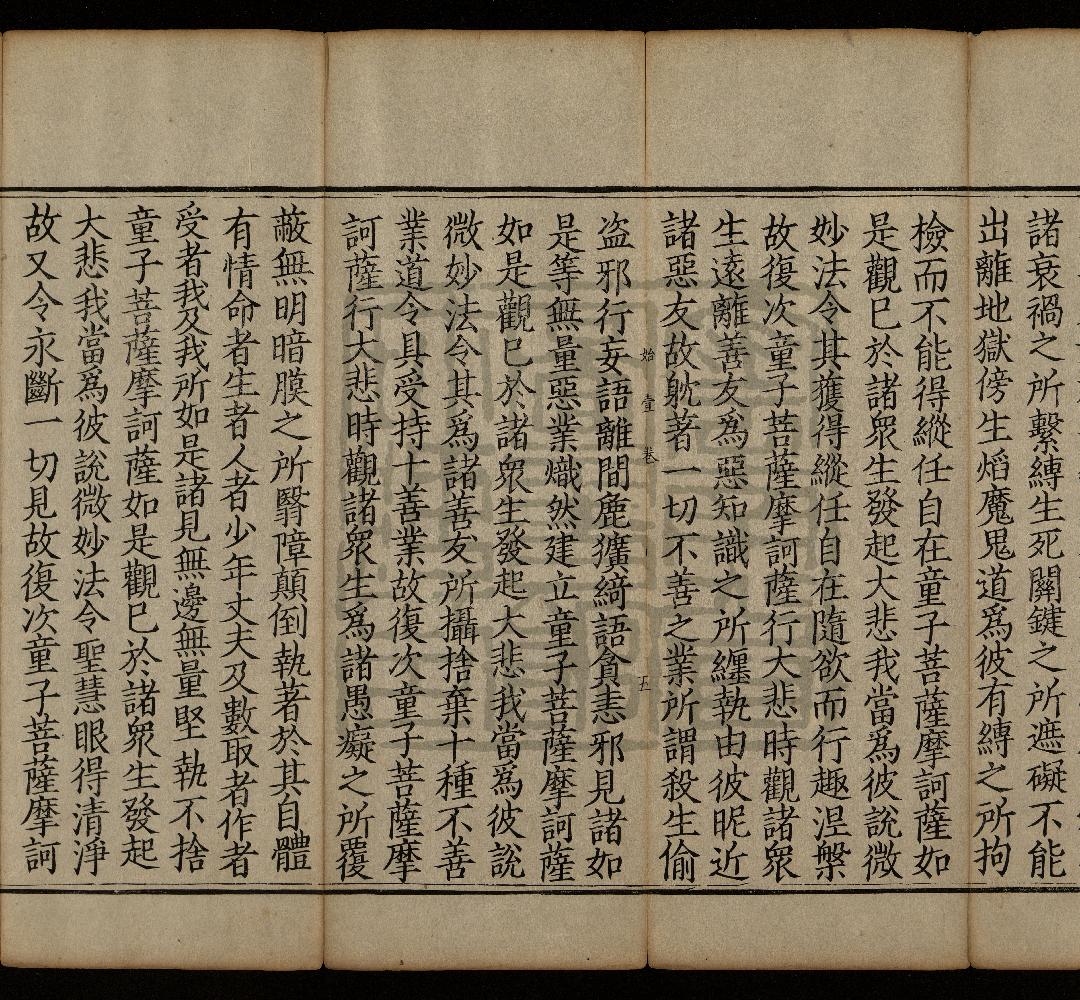 諸衰禍之所繫縛生死關鍵之所遮礙不能
出離地獄傍生焰魔鬼道爲彼有縛之所拘
檢而不能得縱任自在童子菩薩摩訶薩如
是觀已於諸衆生發起大悲我當爲彼說微
妙法令其獲得縱任自在隨欲而行趣涅槃
故復次童子菩薩摩訶薩行大悲時觀諸衆
生遠離善友爲惡知識之所纏執由彼昵近
諸惡友故躭著一切不善之業所謂殺生偷
始 壹 卷 五
盜邪行妄語離間麁獷綺語貪恚邪見諸如
是等無量惡業熾然建立童子菩薩摩訶薩
如是觀已於諸衆生發起大悲我當爲彼說
微妙法令其爲諸善友所攝捨棄十種不善
業道令具受持十善業故復次童子菩薩摩
訶薩行大悲時觀諸衆生爲諸愚癡之所覆
蔽無明暗膜之所翳障顛倒執著於其自體
有情命者生者人者少年丈夫及數取者作者
受者我及我所如是諸見無邊無量堅執不捨
童子菩薩摩訶薩如是觀已於諸衆生發起
大悲我當爲彼說微妙法令聖慧眼得清淨
故又令永斷一切見故復次童子菩薩摩訶